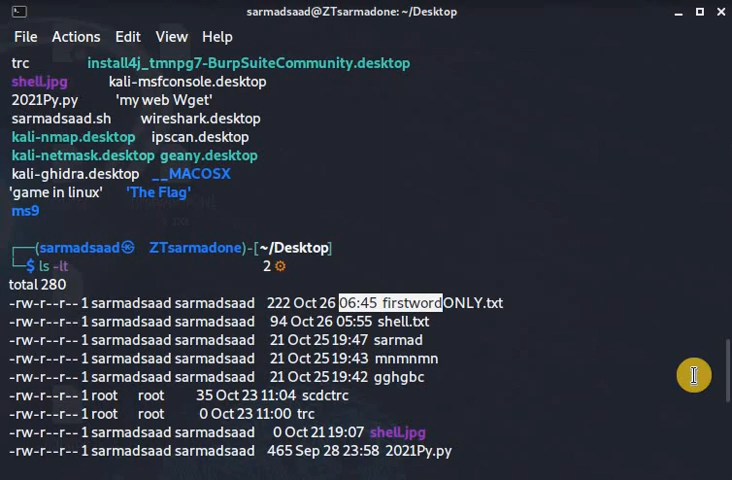 sarmadsaad@ZTsarmadone: ~/Desktop
File Actions Edit View Help
trc install4j_tmnpg7-BurpSuiteCommunity.desktop
shell.jpg kali-msfconsole.desktop
2021Py.py 'my web Wget'
sarmadsaad.sh wireshark.desktop
kali-nmap.desktop ipscan.desktop
kali-netmask.desktop geany.desktop
kali-ghidra.desktop __MACOSX
'game in linux' 'The Flag'
ms9
┌──(sarmadsaad㉿ ZTsarmadone)-[~/Desktop]
└─$ ls -lt 2 ⚙
total 280
-rw-r--r-- 1 sarmadsaad sarmadsaad 222 Oct 26 06:45 firstwordONLY.txt
-rw-r--r-- 1 sarmadsaad sarmadsaad 94 Oct 26 05:55 shell.txt
-rw-r--r-- 1 sarmadsaad sarmadsaad 21 Oct 25 19:47 sarmad
-rw-r--r-- 1 sarmadsaad sarmadsaad 21 Oct 25 19:43 mnmnmn
-rw-r--r-- 1 sarmadsaad sarmadsaad 21 Oct 25 19:42 gghgbc
-rw-r--r-- 1 root root 35 Oct 23 11:04 scdctrc
-rw-r--r-- 1 root root 0 Oct 23 11:00 trc
-rw-r--r-- 1 sarmadsaad sarmadsaad 0 Oct 21 19:07 shell.jpg
-rw-r--r-- 1 sarmadsaad sarmadsaad 465 Sep 28 23:58 2021Py.py